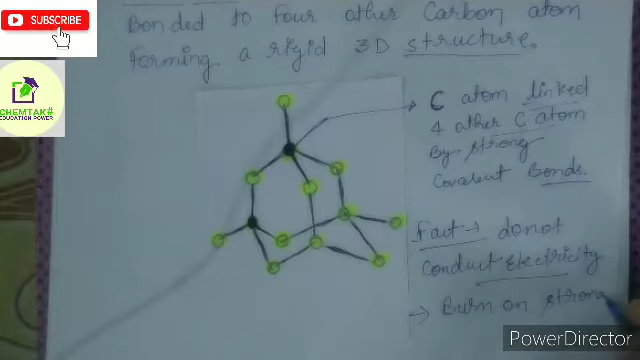 SUBSCRIBE
CHEMTAK#
EDUCATION POWER
Bonded to four other Carbon atom
Forming a rigid 3D structure.
C atom linked
4 other C atom
By strong
Covalent Bonds.
Fact → donot
Conduct Electricity
→ Burn on strong
PowerDirector